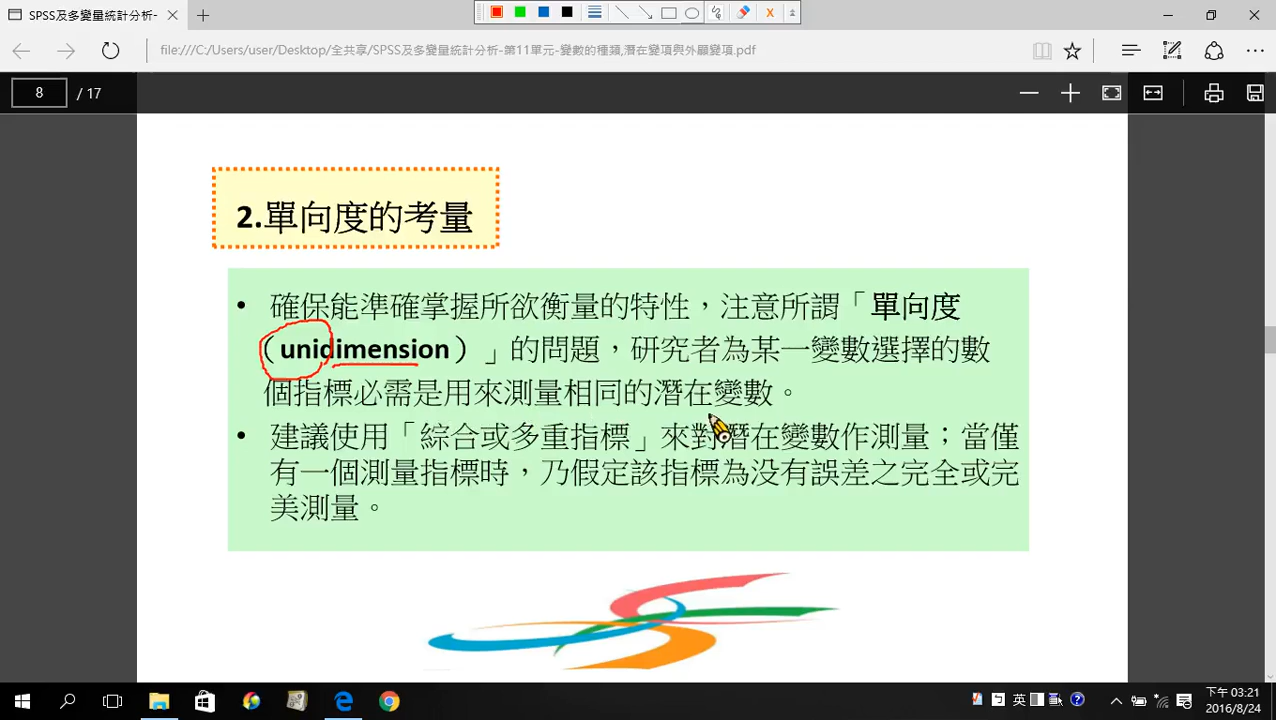 SPSS及多變量統計分析-
file:///C:/Users/user/Desktop/全共享/SPSS及多變量統計分析-第11單元-變數的種類,潛在變項與外顯變項.pdf
8 / 17
2.單向度的考量
• 確保能準確掌握所欲衡量的特性，注意所謂「單向度
（unidimension）」的問題，研究者為某一變數選擇的數
個指標必需是用來測量相同的潛在變數。
• 建議使用「綜合或多重指標」來對潛在變數作測量；當僅
有一個測量指標時，乃假定該指標為没有誤差之完全或完
美測量。
英
下午 03:21
2016/8/24